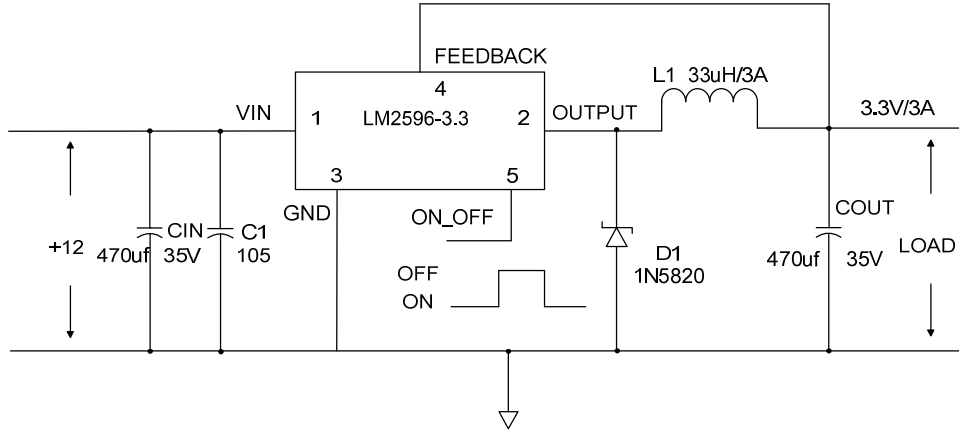 FEEDBACK
4
L1 33uH/3A
VIN
1
LM2596-3.3
2
OUTPUT
3.3V/3A
3
5
GND
ON_OFF
+12
CIN
470uf 35V
C1
105
OFF
ON
D1
1N5820
COUT
470uf 35V
LOAD